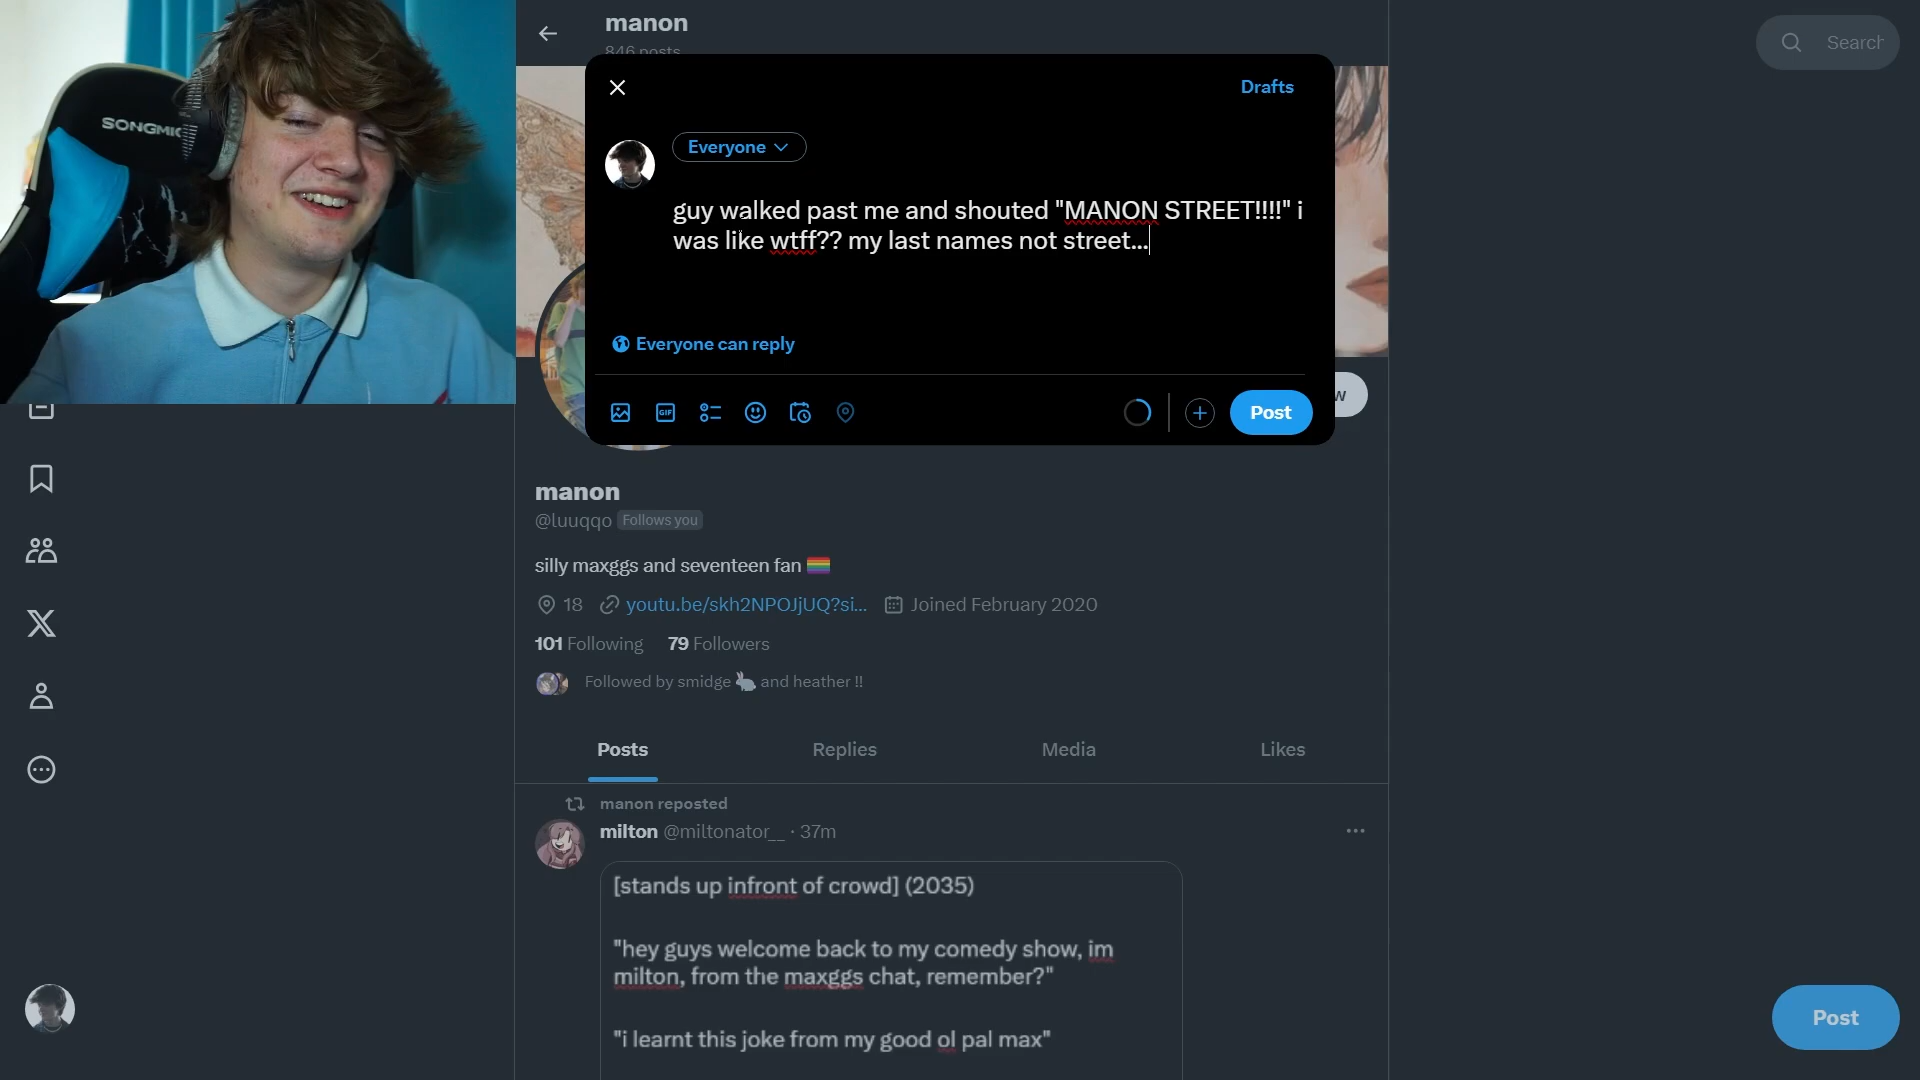 SONGMIC
manon
846 posts
Search
Drafts
Everyone
guy walked past me and shouted "MANON STREET!!!!" i
was like wtff?? my last names not street...
Everyone can reply
GIF
Post
w
manon
@luuqqo Follows you
silly maxggs and seventeen fan
18 youtu.be/skh2NPOJjUQ?si... Joined February 2020
101 Following 79 Followers
Followed by smidge and heather !!
Posts Replies Media Likes
manon reposted
milton @miltonator__ · 37m
[stands up infront of crowd] (2035)
"hey guys welcome back to my comedy show, im
milton, from the maxggs chat, remember?"
"i learnt this joke from my good ol pal max"
Post